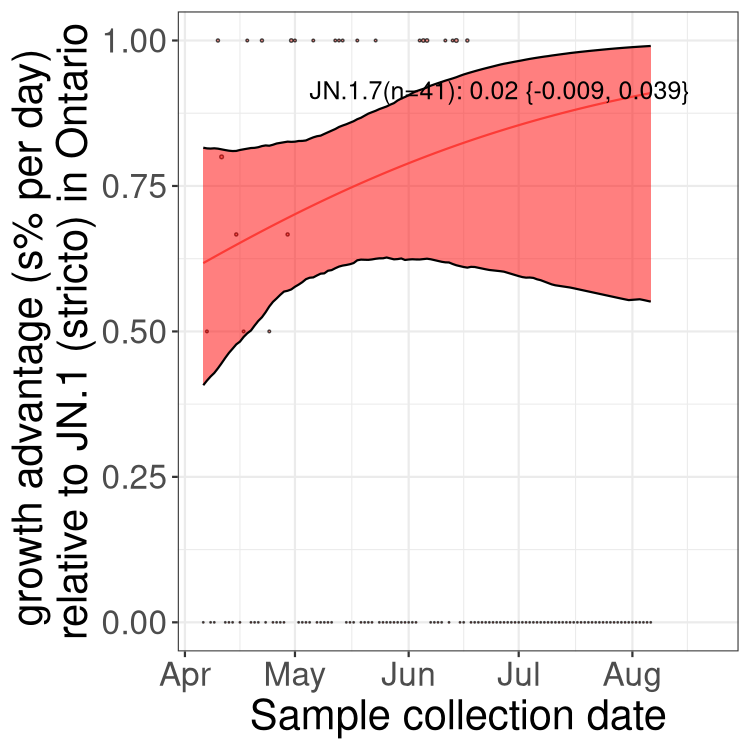 growth advantage (s% per day)
relative to JN.1 (stricto) in Ontario
1.00
0.75
0.50
0.25
0.00
JN.1.7(n=41): 0.02 {-0.009, 0.039}
Apr May Jun Jul Aug
Sample collection date